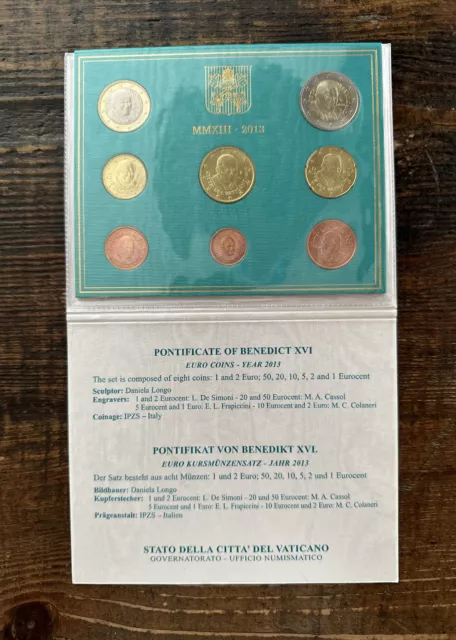 MMXIII · 2013
PONTIFICATE OF BENEDICT XVI
EURO COINS - YEAR 2013
The set is composed of eight coins: 1 and 2 Euro; 50, 20, 10, 5, 2 and 1 Eurocent
Sculptor: Daniela Longo
Engravers: 1 and 2 Eurocent: L. De Simoni - 20 and 50 Eurocent: M. A. Cassol
5 Eurocent and 1 Euro: E. L. Frapiccini - 10 Eurocent and 2 Euro: M. C. Colaneri
Coinage: IPZS – Italy
PONTIFIKAT VON BENEDIKT XVI.
EURO KURSMÜNZENSATZ - JAHR 2013
Der Satz besteht aus acht Münzen: 1 und 2 Euro; 50, 20, 10, 5, 2 und 1 Eurocent
Bildhauer: Daniela Longo
Kupferstecher: 1 und 2 Eurocent: L. De Simoni - 20 und 50 Eurocent: M. A. Cassol
5 Eurocent und 1 Euro: E. L. Frapiccini - 10 Eurocent und 2 Euro: M. C. Colaneri
Prägeanstalt: IPZS – Italien
STATO DELLA CITTA' DEL VATICANO
GOVERNATORATO - UFFICIO NUMISMATICO